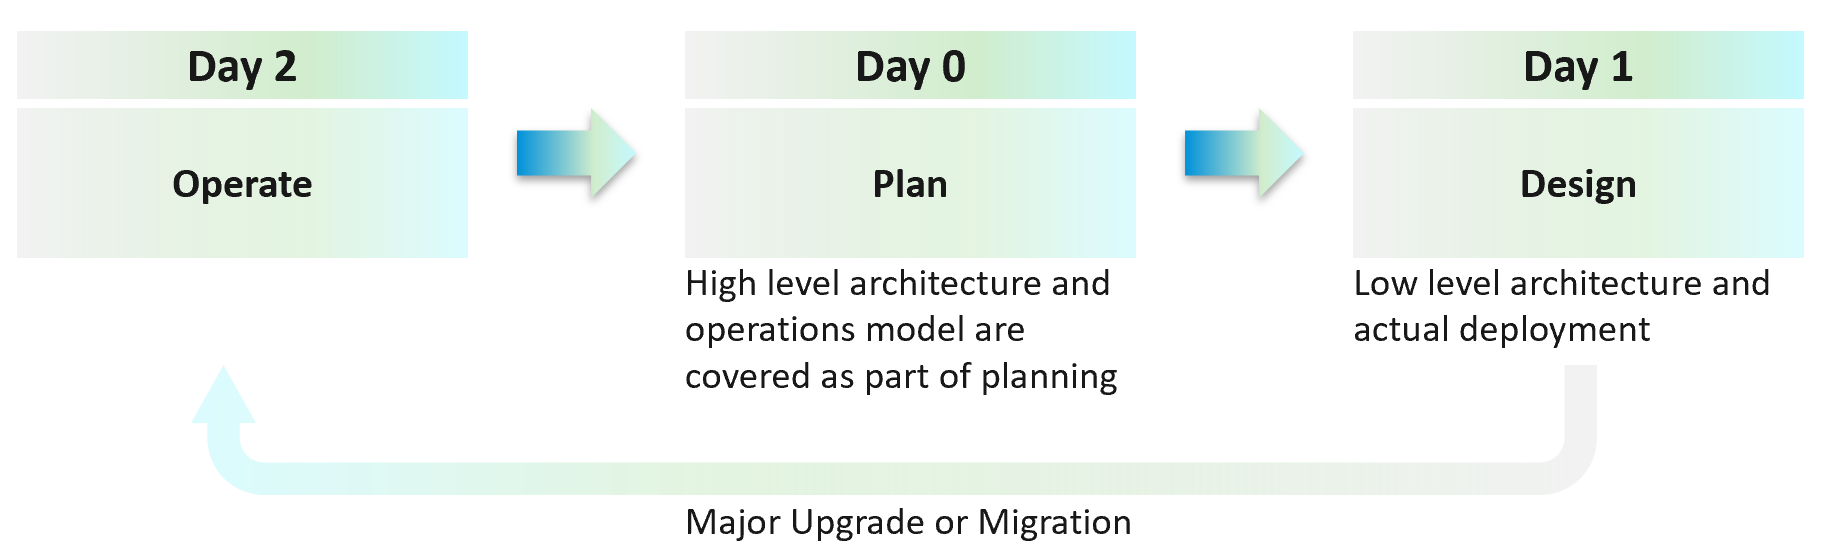 Day 2
Operate
Day 0
Plan
High level architecture and
operations model are
covered as part of planning
Day 1
Design
Low level architecture and
actual deployment
Major Upgrade or Migration